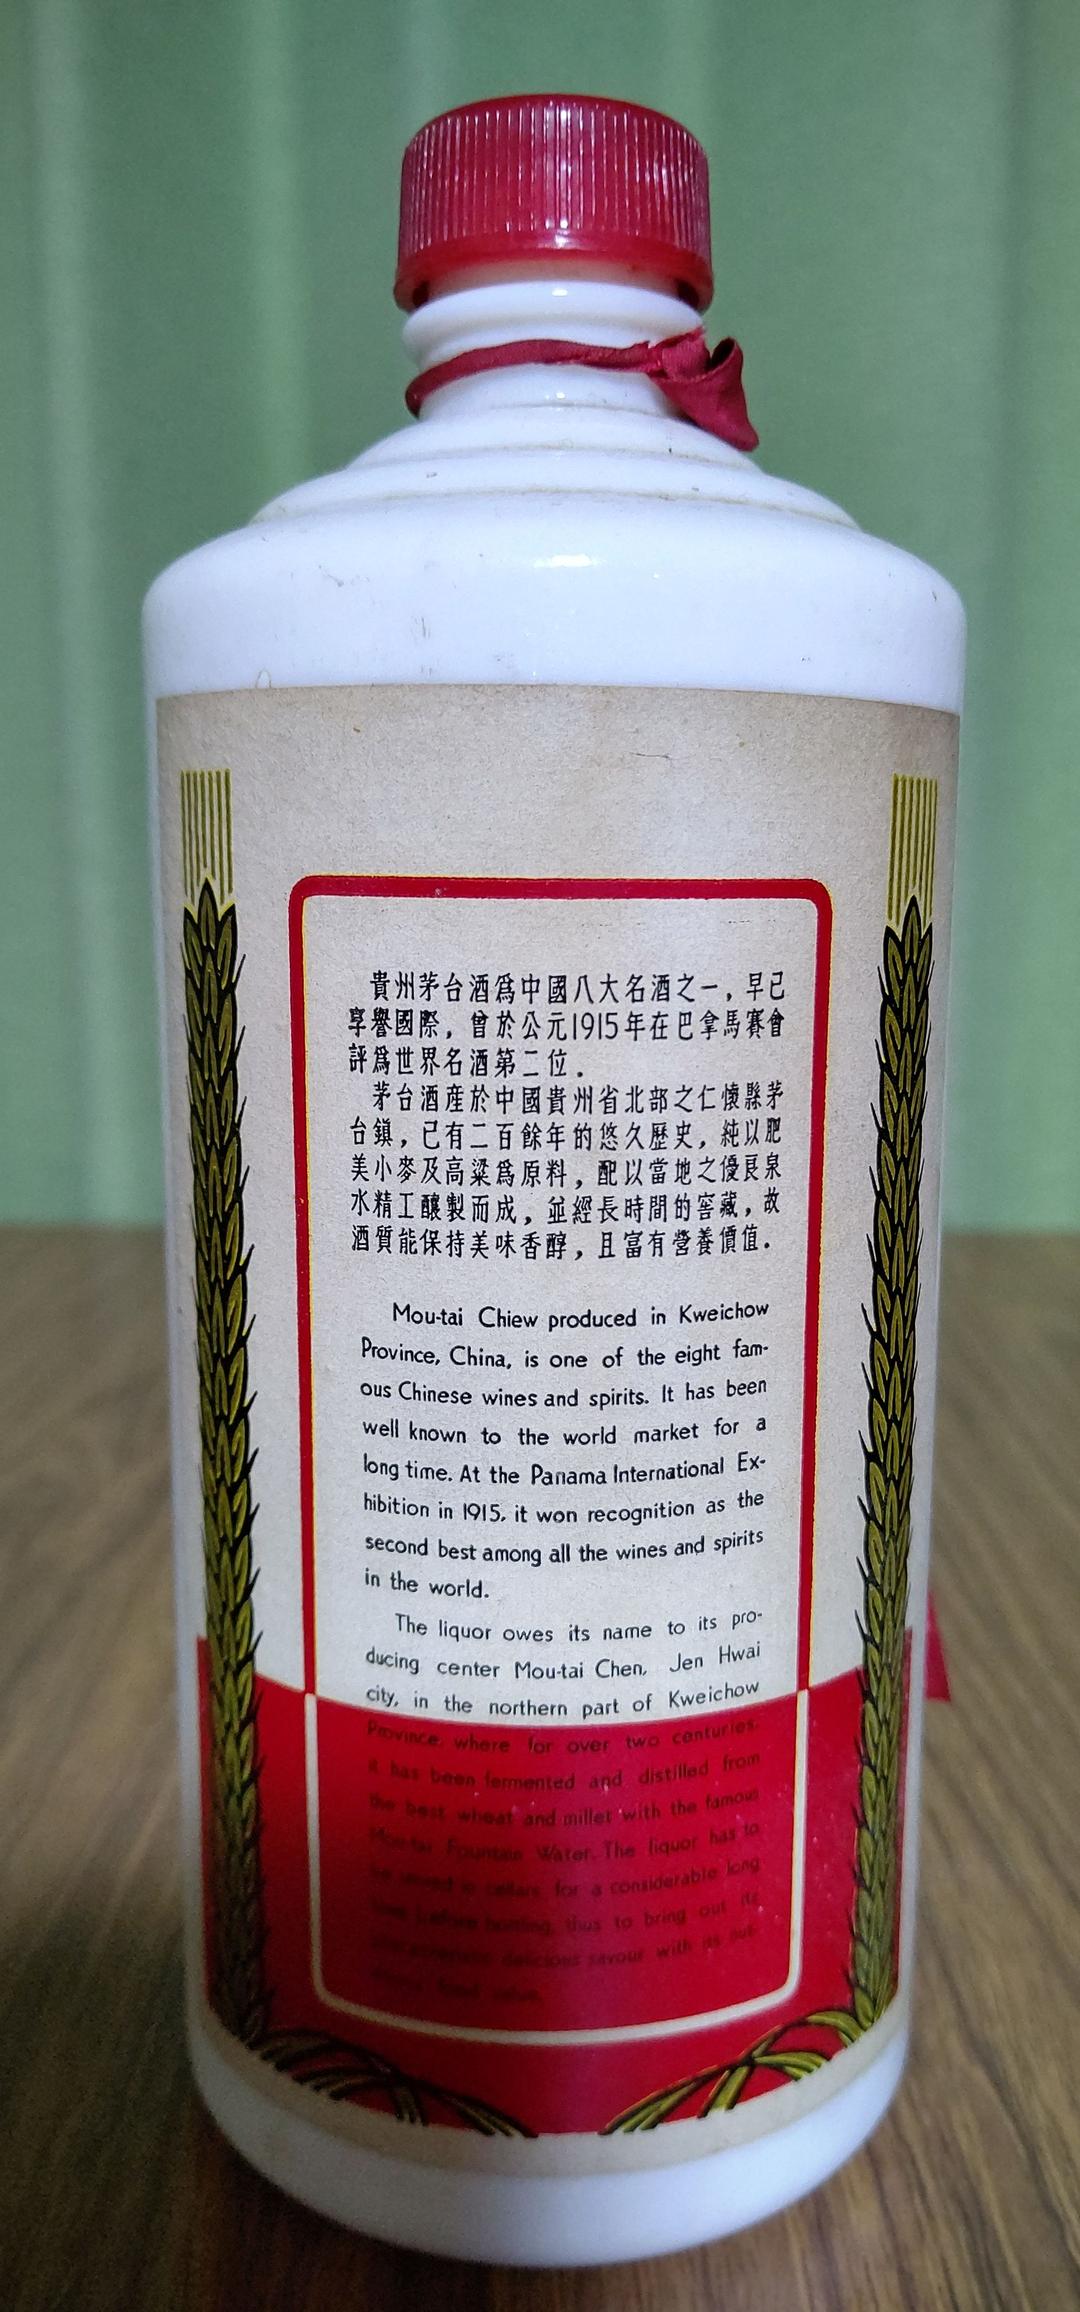 貴州茅台酒爲中國八大名酒之一，早已
享譽國際，曾於公元1915年在巴拿馬賽會
評爲世界名酒第二位．
茅台酒産於中國貴州省北部之仁懷縣茅
台鎮，已有二百餘年的悠久歷史，純以肥
美小麥及高粱爲原料，配以當地之優良泉
水精工釀製而成，並經長時間的窖藏，故
酒質能保持美味香醇，且富有營養價值．
Mou-tai Chiew produced in Kweichow
Province, China, is one of the eight fam-
ous Chinese wines and spirits. It has been
well known to the world market for a
long time. At the Panama International Ex-
hibition in 1915, it won recognition as the
second best among all the wines and spirits
in the world.
The liquor owes its name to its pro-
ducing center Mou-tai Chen, Jen Hwai
city, in the northern part of Kweichow
Province, where for over two centuries,
it has been fermented and distilled from
the best wheat and millet with the famous
Mou-tai Fountain Water. The liquor has to
be stored in cellars for a considerable long
time before bottling, thus to bring out its
delicious savour with its
food value.